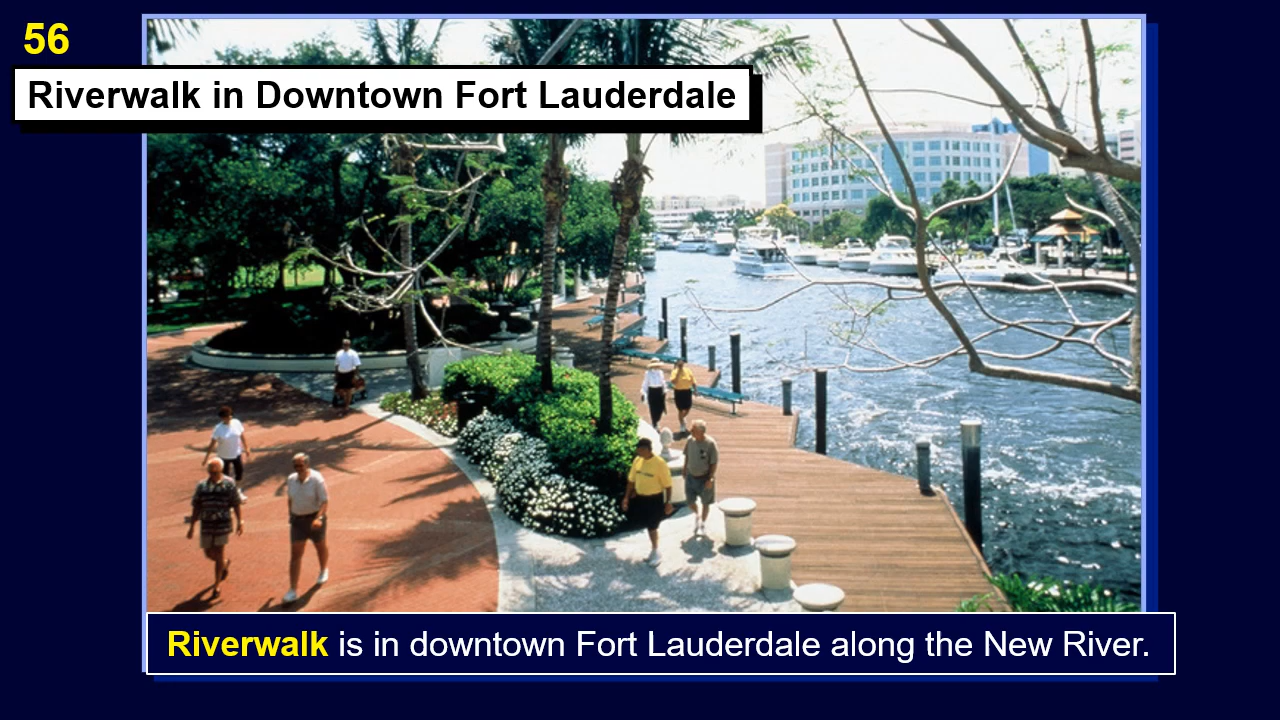 56
Riverwalk in Downtown Fort Lauderdale
Riverwalk is in downtown Fort Lauderdale along the New River.